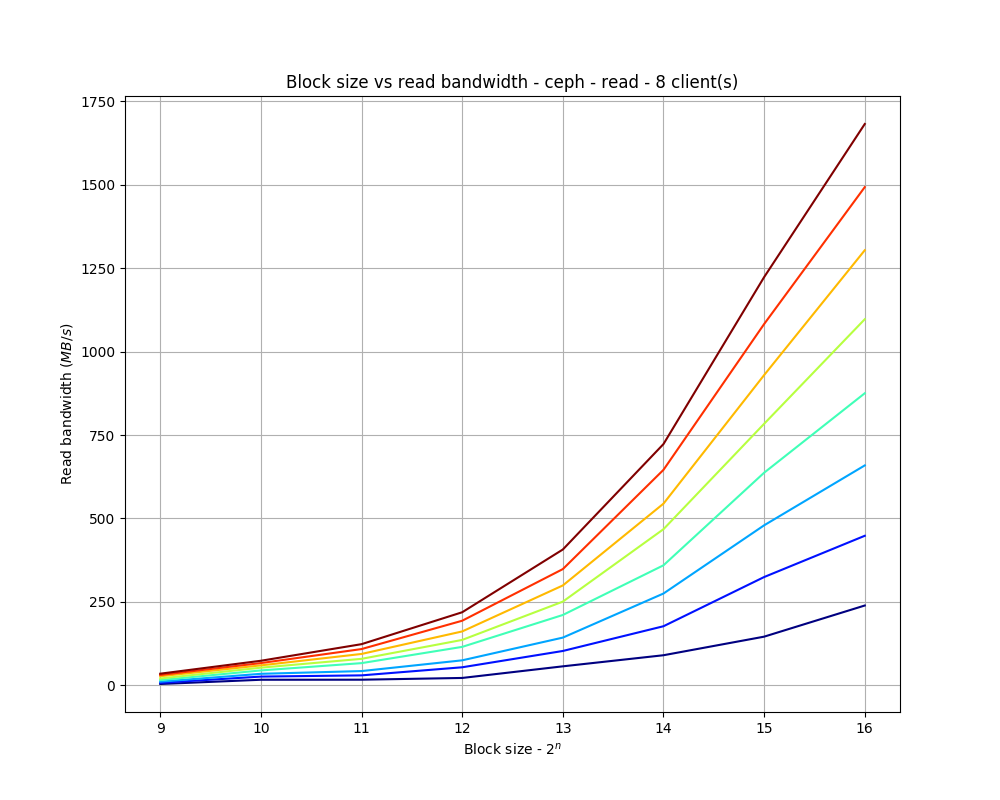 Block size vs read bandwidth - ceph - read - 8 client(s)
1750
1500
1250
1000
750
500
250
0
Read bandwidth (MB/s)
9 10 11 12 13 14 15 16
Block size - 2^n